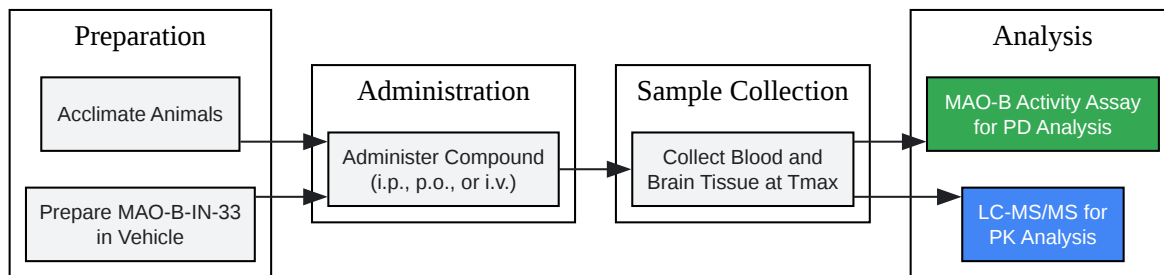 Preparation
Acclimate Animals
Prepare MAO-B-IN-33
in Vehicle
Administration
Administer Compound
(i.p., p.o., or i.v.)
Sample Collection
Collect Blood and
Brain Tissue at Tmax
Analysis
MAO-B Activity Assay
for PD Analysis
LC-MS/MS for
PK Analysis